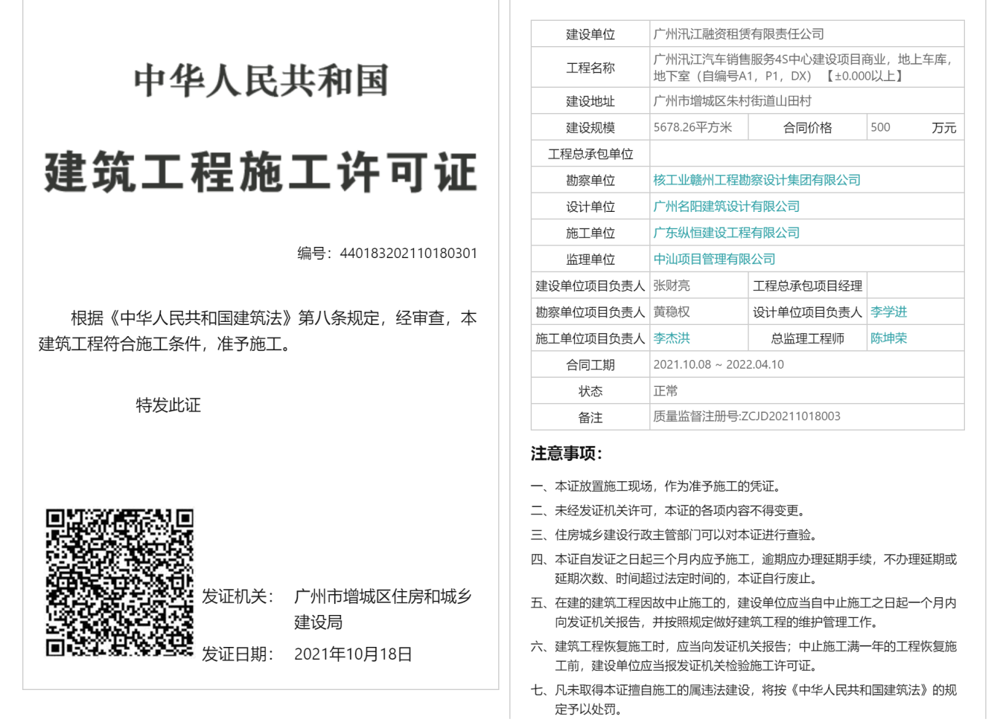 中华人民共和国
建筑工程施工许可证
编号：440183202110180301
根据《中华人民共和国建筑法》第八条规定，经审查，本
建筑工程符合施工条件，准予施工。
特发此证
发证机关： 广州市增城区住房和城乡
建设局
发证日期： 2021年10月18日
建设单位 广州汛江融资租赁有限责任公司
工程名称 广州汛江汽车销售服务4S中心建设项目商业，地上车库，
地下室（自编号A1，P1，DX）【±0.000以上】
建设地址 广州市增城区朱村街道山田村
建设规模 5678.26平方米 合同价格 500 万元
工程总承包单位
勘察单位 核工业赣州工程勘察设计集团有限公司
设计单位 广州名阳建筑设计有限公司
施工单位 广东纵恒建设工程有限公司
监理单位 中汕项目管理有限公司
建设单位项目负责人 张财亮 工程总承包项目经理
勘察单位项目负责人 黄稳权 设计单位项目负责人 李学进
施工单位项目负责人 李杰洪 总监理工程师 陈坤荣
合同工期 2021.10.08 ~ 2022.04.10
状态 正常
备注 质量监督注册号:ZCJD20211018003
注意事项：
一、本证放置施工现场，作为准予施工的凭证。
二、未经发证机关许可，本证的各项内容不得变更。
三、住房城乡建设行政主管部门可以对本证进行查验。
四、本证自发证之日起三个月内应予施工，逾期应办理延期手续，不办理延期或
延期次数、时间超过法定时间的，本证自行废止。
五、在建的建筑工程因故中止施工的，建设单位应当自中止施工之日起一个月内
向发证机关报告，并按照规定做好建筑工程的维护管理工作。
六、建筑工程恢复施工时，应当向发证机关报告；中止施工满一年的工程恢复施
工前，建设单位应当报发证机关检验施工许可证。
七、凡未取得本证擅自施工的属违法建设，将按《中华人民共和国建筑法》的规
定予以处罚。